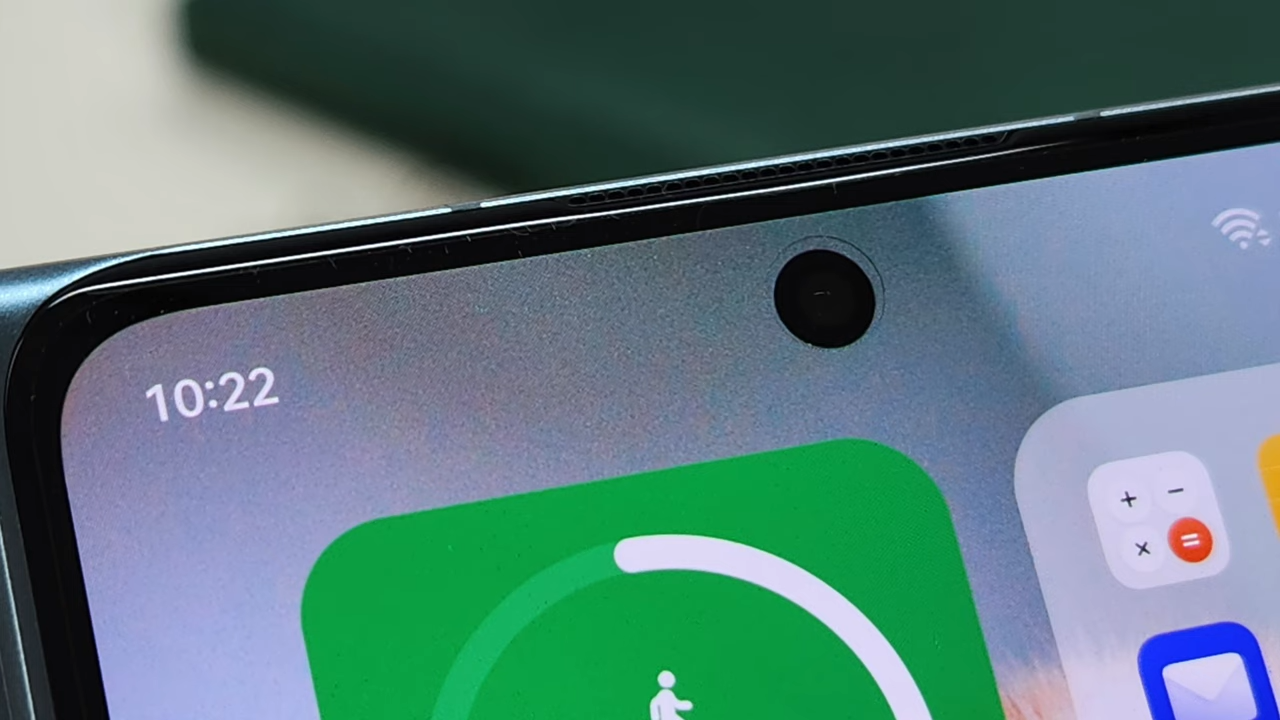 10:22
+ −
× =